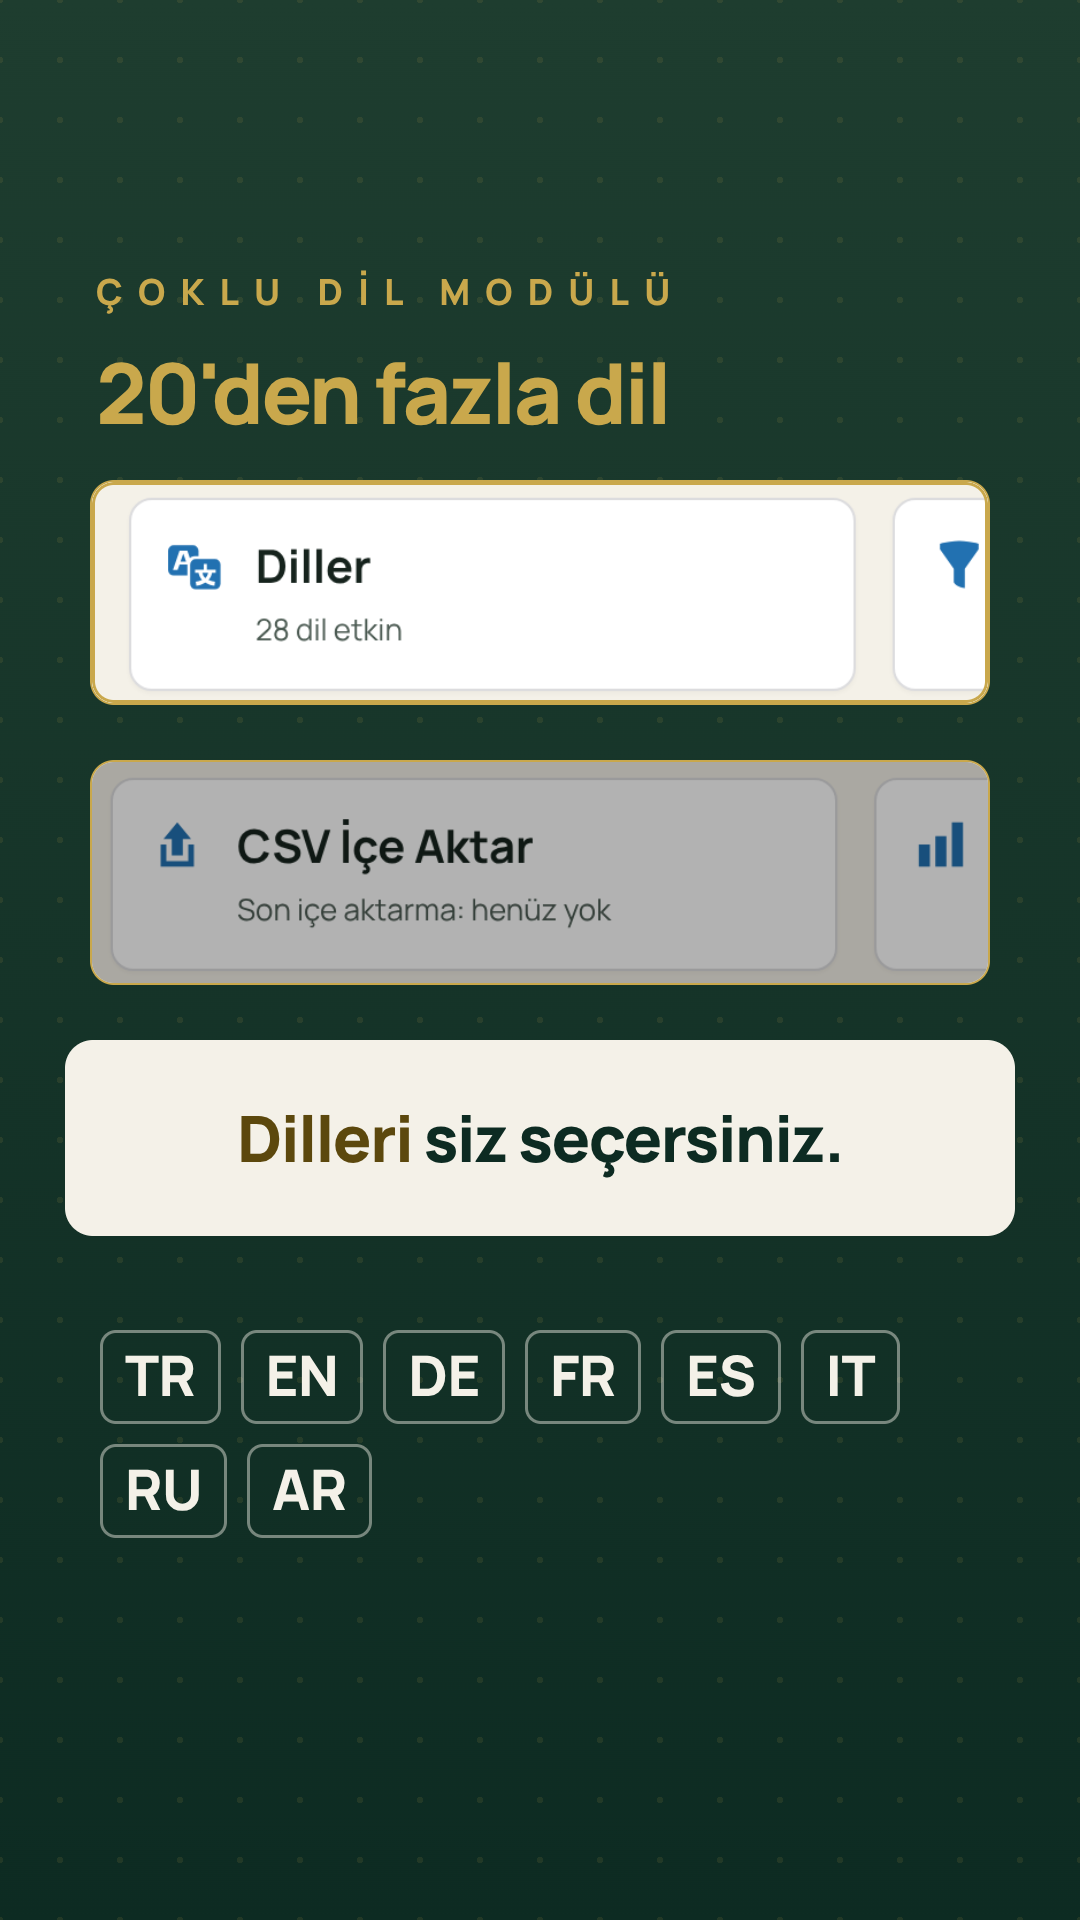 ÇOKLU DİL MODÜLÜ
20'den fazla dil
Diller
28 dil etkin
CSV İçe Aktar
Son içe aktarma: henüz yok
Dilleri siz seçersiniz.
TR EN DE FR ES IT
RU AR